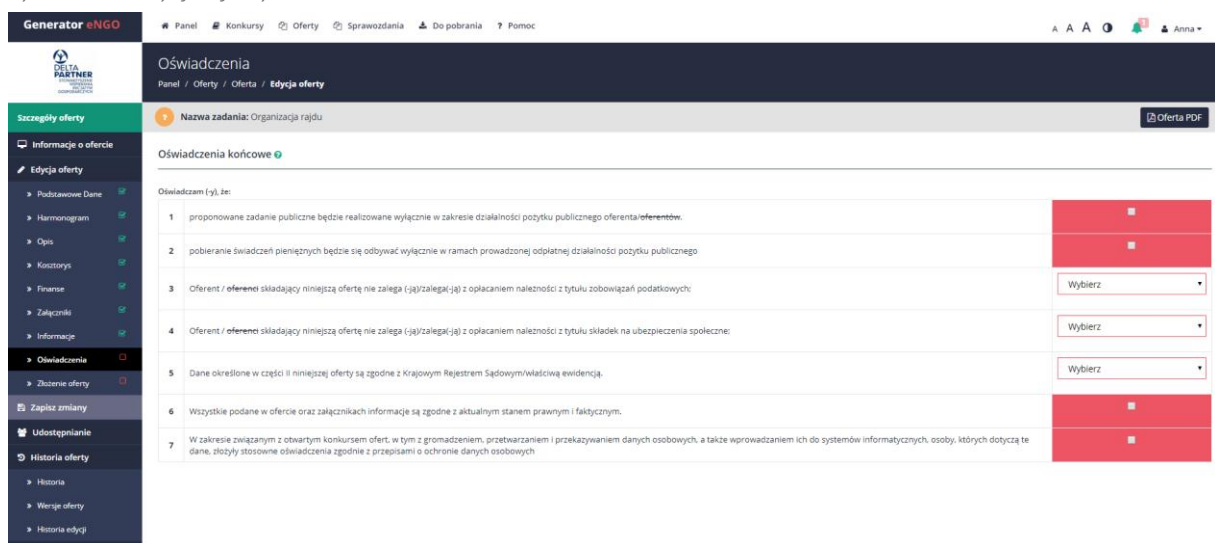 Generator eNGO
Panel Konkursy Oferty Sprawozdania Do pobrania ? Pomoc
A A A 1 Anna
DELTA
PARTNER
Oświadczenia
Panel / Oferty / Oferta / Edycja oferty
Szczegóły oferty
? Nazwa zadania: Organizacja rajdu
Oferta PDF
Informacje o ofercie
Edycja oferty
» Podstawowe Dane
» Harmonogram
» Opis
» Kosztorys
» Finanse
» Załączniki
» Informacje
» Oświadczenia
» Złożenie oferty
Zapisz zmiany
Udostępnianie
Historia oferty
» Historia
» Wersje oferty
» Historia edycji
Oświadczenia końcowe ?
Oświadczam (-y), że:
1 proponowane zadanie publiczne będzie realizowane wyłącznie w zakresie działalności pożytku publicznego oferenta/oferentów.
2 pobieranie świadczeń pieniężnych będzie się odbywać wyłącznie w ramach prowadzonej odpłatnej działalności pożytku publicznego
3 Oferent / oferenci składający niniejszą ofertę nie zalega (-ją)/zalega(-ją) z opłacaniem należności z tytułu zobowiązań podatkowych;
Wybierz
4 Oferent / oferenci składający niniejszą ofertę nie zalega (-ją)/zalega(-ją) z opłacaniem należności z tytułu składek na ubezpieczenia społeczne;
Wybierz
5 Dane określone w części II niniejszej oferty są zgodne z Krajowym Rejestrem Sądowym/właściwą ewidencją.
Wybierz
6 Wszystkie podane w ofercie oraz załącznikach informacje są zgodne z aktualnym stanem prawnym i faktycznym.
7 W zakresie związanym z otwartym konkursem ofert, w tym z gromadzeniem, przetwarzaniem i przekazywaniem danych osobowych, a także wprowadzaniem ich do systemów informatycznych, osoby, których dotyczą te
dane, złożyły stosowne oświadczenia zgodnie z przepisami o ochronie danych osobowych